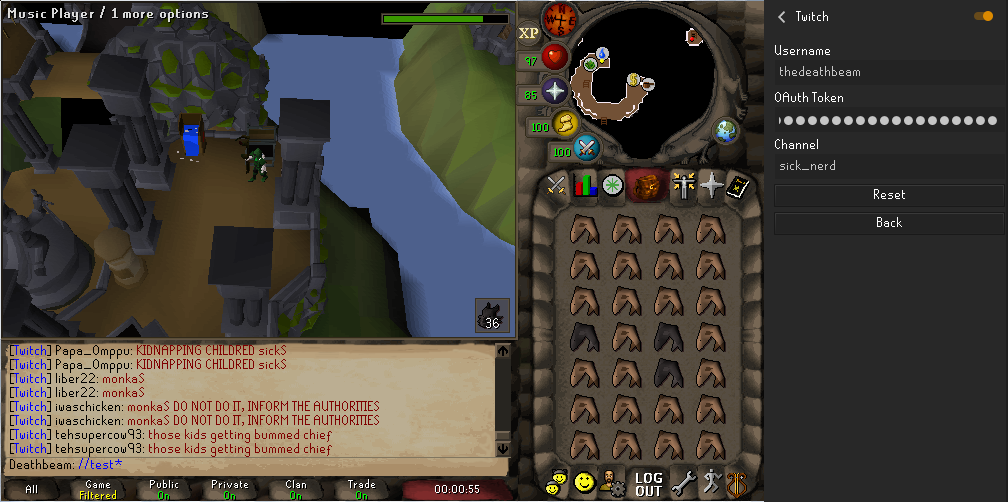 Music Player / 1 more options
XP
97
85
100
100
36
[Twitch] Papa_Omppu: KIDNAPPING CHILDRED sickS
[Twitch] Papa_Omppu: KIDNAPPING CHILDRED sickS
[Twitch] liber22: monkaS
[Twitch] liber22: monkaS
[Twitch] iwaschicken: monkaS DO NOT DO IT, INFORM THE AUTHORITIES
[Twitch] iwaschicken: monkaS DO NOT DO IT, INFORM THE AUTHORITIES
[Twitch] tehsupercow93: those kids getting bummed chief
[Twitch] tehsupercow93: those kids getting bummed chief
Deathbeam: //test*
All
Game
Filtered
Public
On
Private
On
Clan
On
Trade
On
00:00:55
LOG
OUT
Twitch
Username
thedeathbeam
OAuth Token
Channel
sick_nerd
Reset
Back